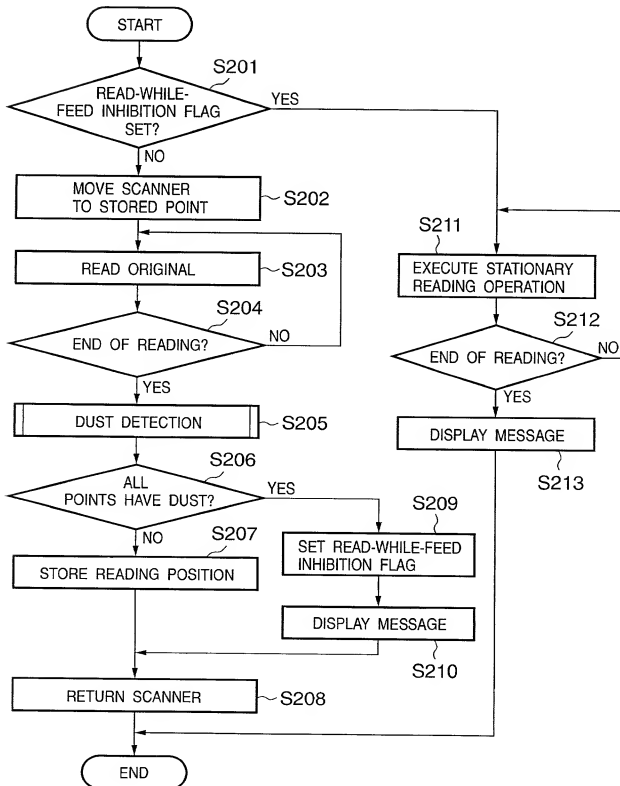 START
S201
READ-WHILE-
FEED INHIBITION FLAG
SET?
YES
NO
MOVE SCANNER
TO STORED POINT
S202
READ ORIGINAL
S203
S204
END OF READING?
NO
YES
DUST DETECTION
S205
S206
ALL
POINTS HAVE DUST?
YES
NO
S207
STORE READING POSITION
S209
SET READ-WHILE-FEED
INHIBITION FLAG
DISPLAY MESSAGE
S210
RETURN SCANNER
S208
END
S211
EXECUTE STATIONARY
READING OPERATION
S212
END OF READING?
NO
YES
DISPLAY MESSAGE
S213